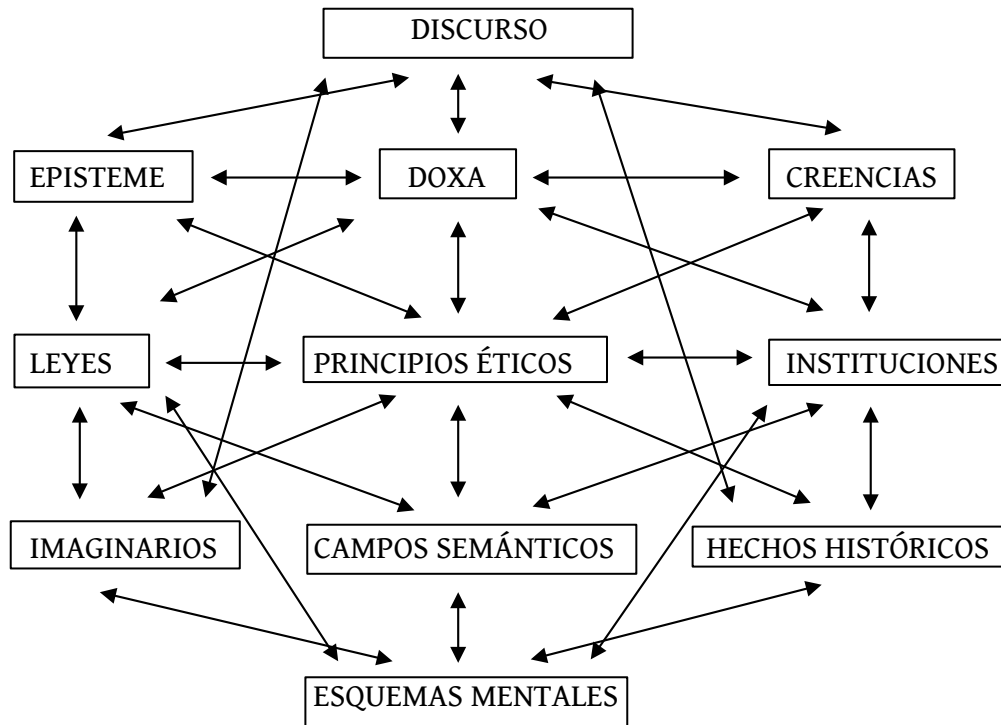 DISCURSO
EPISTEME
DOXA
CREENCIAS
LEYES
PRINCIPIOS ÉTICOS
INSTITUCIONES
IMAGINARIOS
CAMPOS SEMÁNTICOS
HECHOS HISTÓRICOS
ESQUEMAS MENTALES